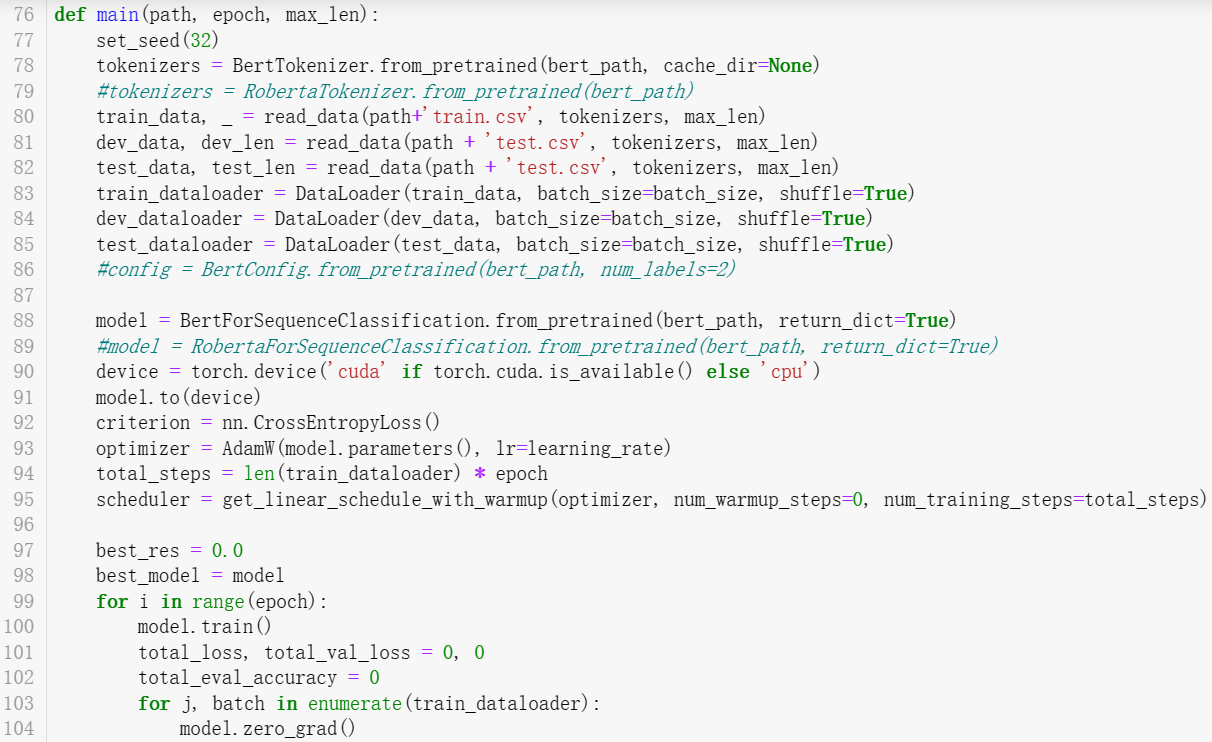 76 def main(path, epoch, max_len):
77     set_seed(32)
78     tokenizers = BertTokenizer.from_pretrained(bert_path, cache_dir=None)
79     #tokenizers = RobertaTokenizer.from_pretrained(bert_path)
80     train_data, _ = read_data(path+'train.csv', tokenizers, max_len)
81     dev_data, dev_len = read_data(path + 'test.csv', tokenizers, max_len)
82     test_data, test_len = read_data(path + 'test.csv', tokenizers, max_len)
83     train_dataloader = DataLoader(train_data, batch_size=batch_size, shuffle=True)
84     dev_dataloader = DataLoader(dev_data, batch_size=batch_size, shuffle=True)
85     test_dataloader = DataLoader(test_data, batch_size=batch_size, shuffle=True)
86     #config = BertConfig.from_pretrained(bert_path, num_labels=2)
87
88     model = BertForSequenceClassification.from_pretrained(bert_path, return_dict=True)
89     #model = RobertaForSequenceClassification.from_pretrained(bert_path, return_dict=True)
90     device = torch.device('cuda' if torch.cuda.is_available() else 'cpu')
91     model.to(device)
92     criterion = nn.CrossEntropyLoss()
93     optimizer = AdamW(model.parameters(), lr=learning_rate)
94     total_steps = len(train_dataloader) * epoch
95     scheduler = get_linear_schedule_with_warmup(optimizer, num_warmup_steps=0, num_training_steps=total_steps)
96
97     best_res = 0.0
98     best_model = model
99     for i in range(epoch):
100         model.train()
101         total_loss, total_val_loss = 0, 0
102         total_eval_accuracy = 0
103         for j, batch in enumerate(train_dataloader):
104             model.zero_grad()